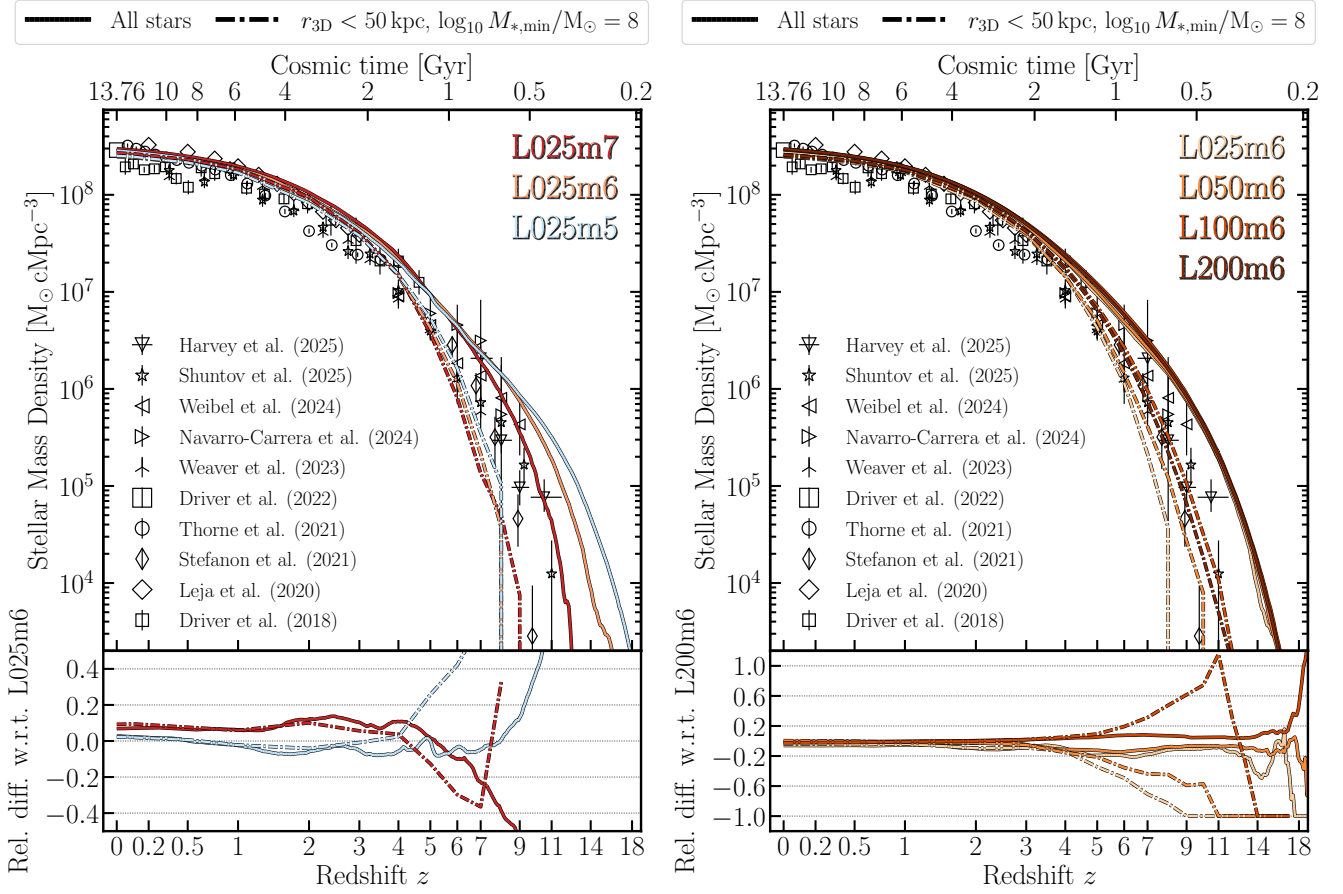 All stars
r3D < 50 kpc, log10 M*,min/M⊙ = 8
Cosmic time [Gyr]
13.76 10 8 6 4 2 1 0.5 0.2
L025m7
L025m6
L025m5
Stellar Mass Density [M⊙ cMpc−3]
10^8
10^7
10^6
10^5
10^4
Harvey et al. (2025)
Shuntov et al. (2025)
Weibel et al. (2024)
Navarro-Carrera et al. (2024)
Weaver et al. (2023)
Driver et al. (2022)
Thorne et al. (2021)
Stefanon et al. (2021)
Leja et al. (2020)
Driver et al. (2018)
Rel. diff. w.r.t. L025m6
0.4
0.2
0.0
−0.2
−0.4
0 0.2 0.5 1 2 3 4 5 6 7 9 11 14 18
Redshift z
All stars
r3D < 50 kpc, log10 M*,min/M⊙ = 8
Cosmic time [Gyr]
13.76 10 8 6 4 2 1 0.5 0.2
L025m6
L050m6
L100m6
L200m6
Stellar Mass Density [M⊙ cMpc−3]
10^8
10^7
10^6
10^5
10^4
Harvey et al. (2025)
Shuntov et al. (2025)
Weibel et al. (2024)
Navarro-Carrera et al. (2024)
Weaver et al. (2023)
Driver et al. (2022)
Thorne et al. (2021)
Stefanon et al. (2021)
Leja et al. (2020)
Driver et al. (2018)
Rel. diff. w.r.t. L200m6
1.0
0.6
0.2
−0.2
−0.6
−1.0
0 0.2 0.5 1 2 3 4 5 6 7 9 11 14 18
Redshift z